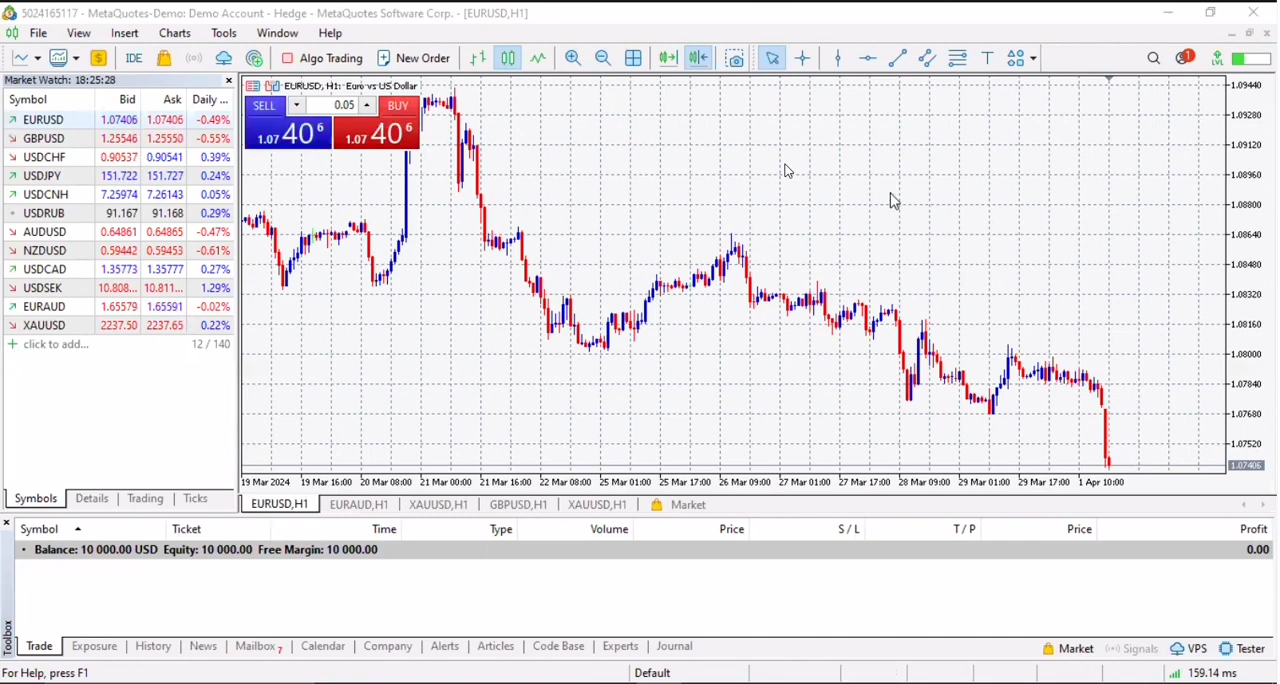 5024165117 - MetaQuotes-Demo: Demo Account - Hedge - MetaQuotes Software Corp. - [EURUSD,H1]
File View Insert Charts Tools Window Help
IDE Algo Trading New Order T 1
Market Watch: 18:25:28
Symbol Bid Ask Daily ...
EURUSD 1.07406 1.07406 -0.49%
GBPUSD 1.25546 1.25550 -0.55%
USDCHF 0.90537 0.90541 0.39%
USDJPY 151.722 151.727 0.24%
USDCNH 7.25974 7.26143 0.05%
USDRUB 91.167 91.168 0.29%
AUDUSD 0.64861 0.64865 -0.47%
NZDUSD 0.59442 0.59453 -0.61%
USDCAD 1.35773 1.35777 0.27%
USDSEK 10.808... 10.811... 1.29%
EURAUD 1.65579 1.65591 -0.02%
XAUUSD 2237.50 2237.65 0.22%
click to add... 12 / 140
Symbols Details Trading Ticks
EURUSD, H1: Euro vs US Dollar
SELL 0.05 BUY
1.07 40 6 1.07 40 6
1.09440
1.09280
1.09120
1.08960
1.08800
1.08640
1.08480
1.08320
1.08160
1.08000
1.07840
1.07680
1.07520
1.07406
19 Mar 2024 19 Mar 16:00 20 Mar 08:00 21 Mar 00:00 21 Mar 16:00 22 Mar 08:00 25 Mar 01:00 25 Mar 17:00 26 Mar 09:00 27 Mar 01:00 27 Mar 17:00 28 Mar 09:00 29 Mar 01:00 29 Mar 17:00 1 Apr 10:00
EURUSD,H1 EURAUD,H1 XAUUSD,H1 GBPUSD,H1 XAUUSD,H1 Market
Symbol Ticket Time Type Volume Price S / L T / P Price Profit
Balance: 10 000.00 USD Equity: 10 000.00 Free Margin: 10 000.00 0.00
Toolbox
Trade Exposure History News Mailbox 7 Calendar Company Alerts Articles Code Base Experts Journal Market Signals VPS Tester
For Help, press F1 Default 159.14 ms